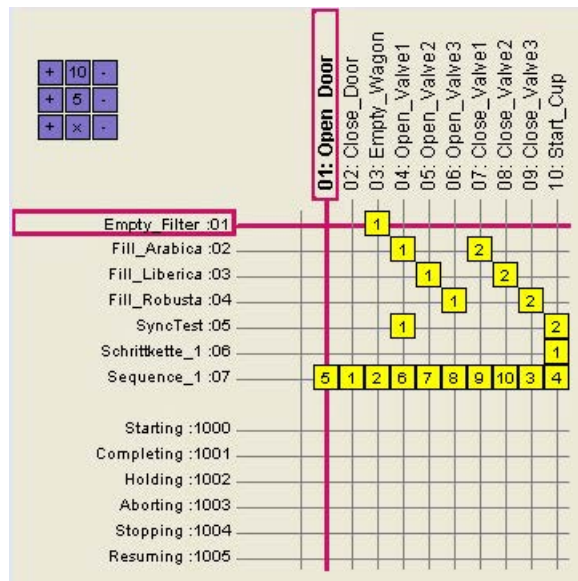 + 10 -
+ 5 -
+ x -
01: Open_Door
02: Close_Door
03: Empty_Wagon
04: Open_Valve1
05: Open_Valve2
06: Open_Valve3
07: Close_Valve1
08: Close_Valve2
09: Close_Valve3
10: Start_Cup
Empty_Filter :01 1
Fill_Arabica :02 1 2
Fill_Liberica :03 1 2
Fill_Robusta :04 1 2
SyncTest :05 1 2
Schrittkette_1 :06 1
Sequence_1 :07 5 1 2 6 7 8 9 10 3 4
Starting :1000
Completing :1001
Holding :1002
Aborting :1003
Stopping :1004
Resuming :1005